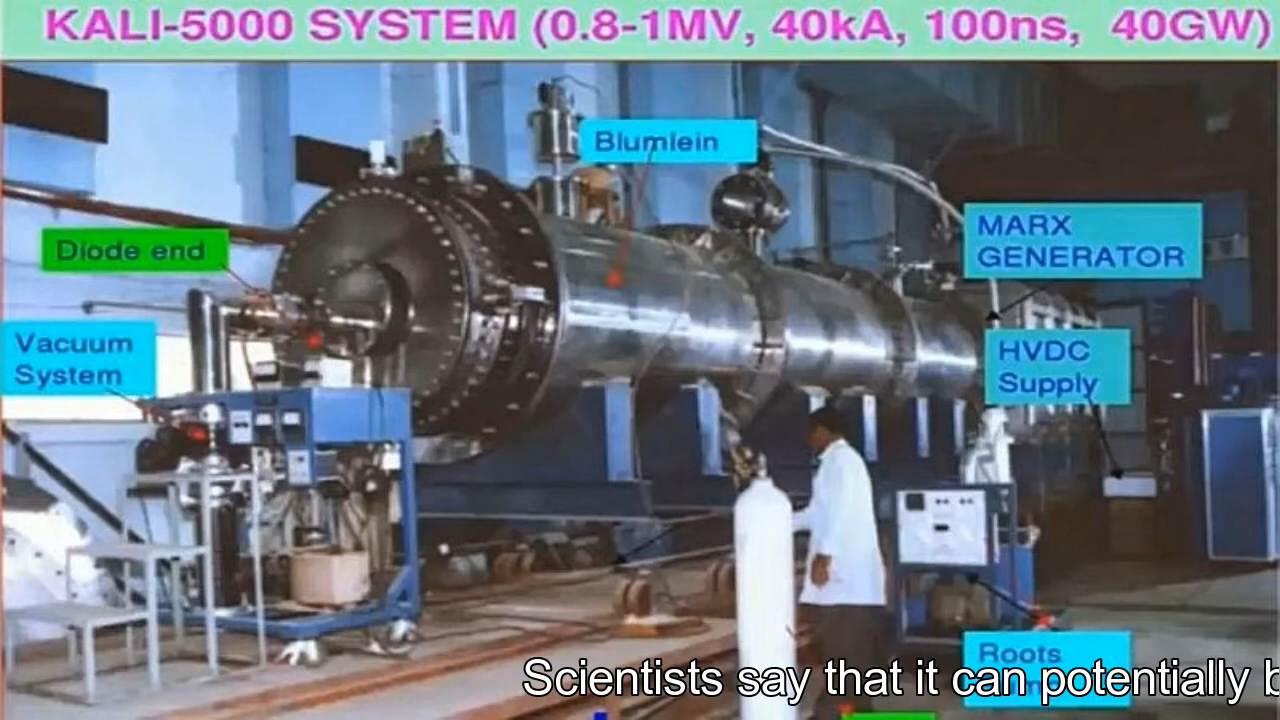 KALI-5000 SYSTEM (0.8-1MV, 40kA, 100ns, 40GW)
Blumlein
MARX
GENERATOR
Diode end
Vacuum
System
HVDC
Supply
Roots
Scientists say that it can potentially